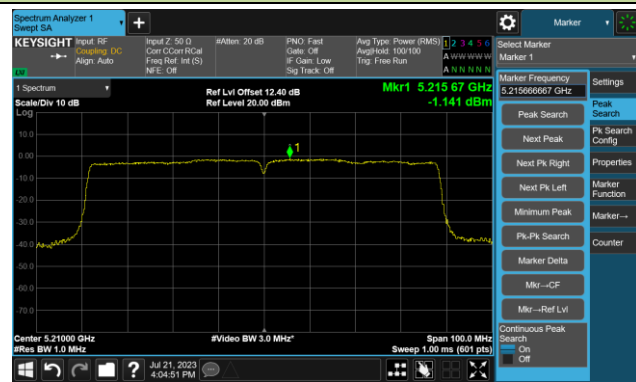 Spectrum Analyzer 1
Swept SA
Marker
KEYSIGHT
Input: RF
Coupling: DC
Align: Auto
Input Z: 50 Ω
Corr CCorr RCal
Freq Ref: Int (S)
NFE: Off
#Atten: 20 dB
PNO: Fast
Gate: Off
IF Gain: Low
Sig Track: Off
Avg Type: Power (RMS)
Avg|Hold: 100/100
Trig: Free Run
1 2 3 4 5 6
A W W W W W
A N N N N N
Select Marker
Marker 1
LV
1 Spectrum
Scale/Div 10 dB
Log
Ref Lvl Offset 12.40 dB
Ref Level 20.00 dBm
Mkr1 5.215 67 GHz
-1.141 dBm
10.0
0.00
-10.0
-20.0
-30.0
-40.0
-50.0
-60.0
-70.0
1
Center 5.21000 GHz
#Res BW 1.0 MHz
#Video BW 3.0 MHz*
Span 100.0 MHz
Sweep 1.00 ms (601 pts)
Marker Frequency
5.215666667 GHz
Peak Search
Next Peak
Next Pk Right
Next Pk Left
Minimum Peak
Pk-Pk Search
Marker Delta
Mkr→CF
Mkr→Ref Lvl
Continuous Peak
Search
On
Off
Settings
Peak
Search
Pk Search
Config
Properties
Marker
Function
Marker→
Counter
?
Jul 21, 2023
4:04:51 PM